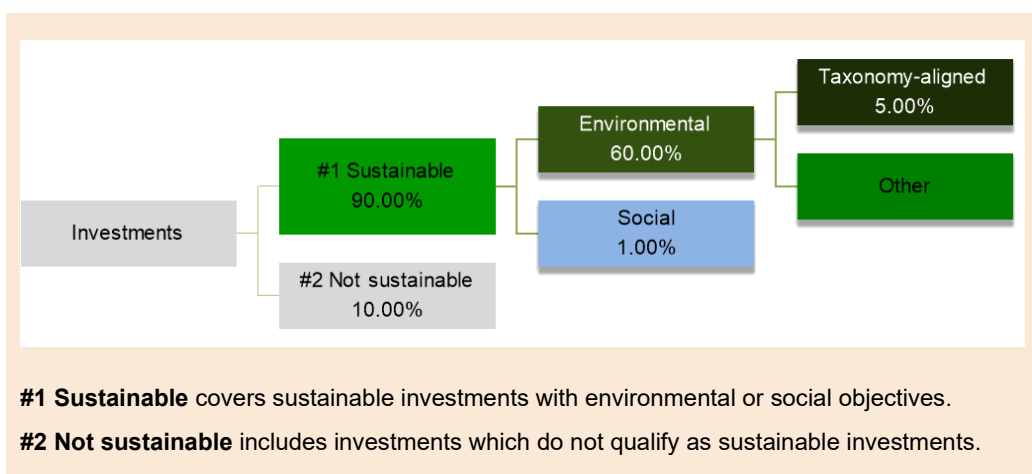 Taxonomy-aligned
5.00%
Environmental
60.00%
#1 Sustainable
90.00%
Other
Investments
Social
1.00%
#2 Not sustainable
10.00%
#1 Sustainable covers sustainable investments with environmental or social objectives.
#2 Not sustainable includes investments which do not qualify as sustainable investments.